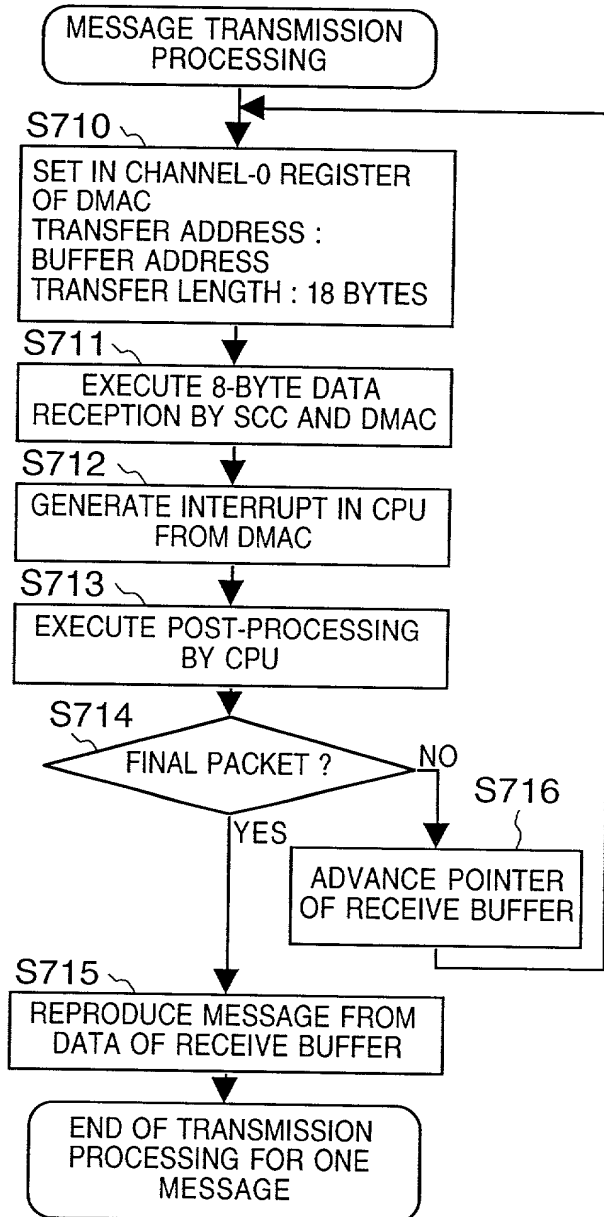 MESSAGE TRANSMISSION
PROCESSING
S710
SET IN CHANNEL-0 REGISTER
OF DMAC
TRANSFER ADDRESS :
BUFFER ADDRESS
TRANSFER LENGTH : 18 BYTES
S711
EXECUTE 8-BYTE DATA
RECEPTION BY SCC AND DMAC
S712
GENERATE INTERRUPT IN CPU
FROM DMAC
S713
EXECUTE POST-PROCESSING
BY CPU
S714
FINAL PACKET ?
NO
YES
S716
ADVANCE POINTER
OF RECEIVE BUFFER
S715
REPRODUCE MESSAGE FROM
DATA OF RECEIVE BUFFER
END OF TRANSMISSION
PROCESSING FOR ONE
MESSAGE